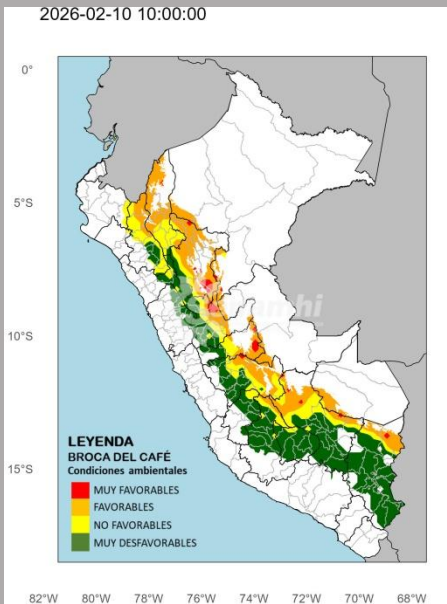 2026-02-10 10:00:00
0°
5°S
10°S
15°S
senamhi
LEYENDA
BROCA DEL CAFÉ
Condiciones ambientales
MUY FAVORABLES
FAVORABLES
NO FAVORABLES
MUY DESFAVORABLES
82°W 80°W 78°W 76°W 74°W 72°W 70°W 68°W